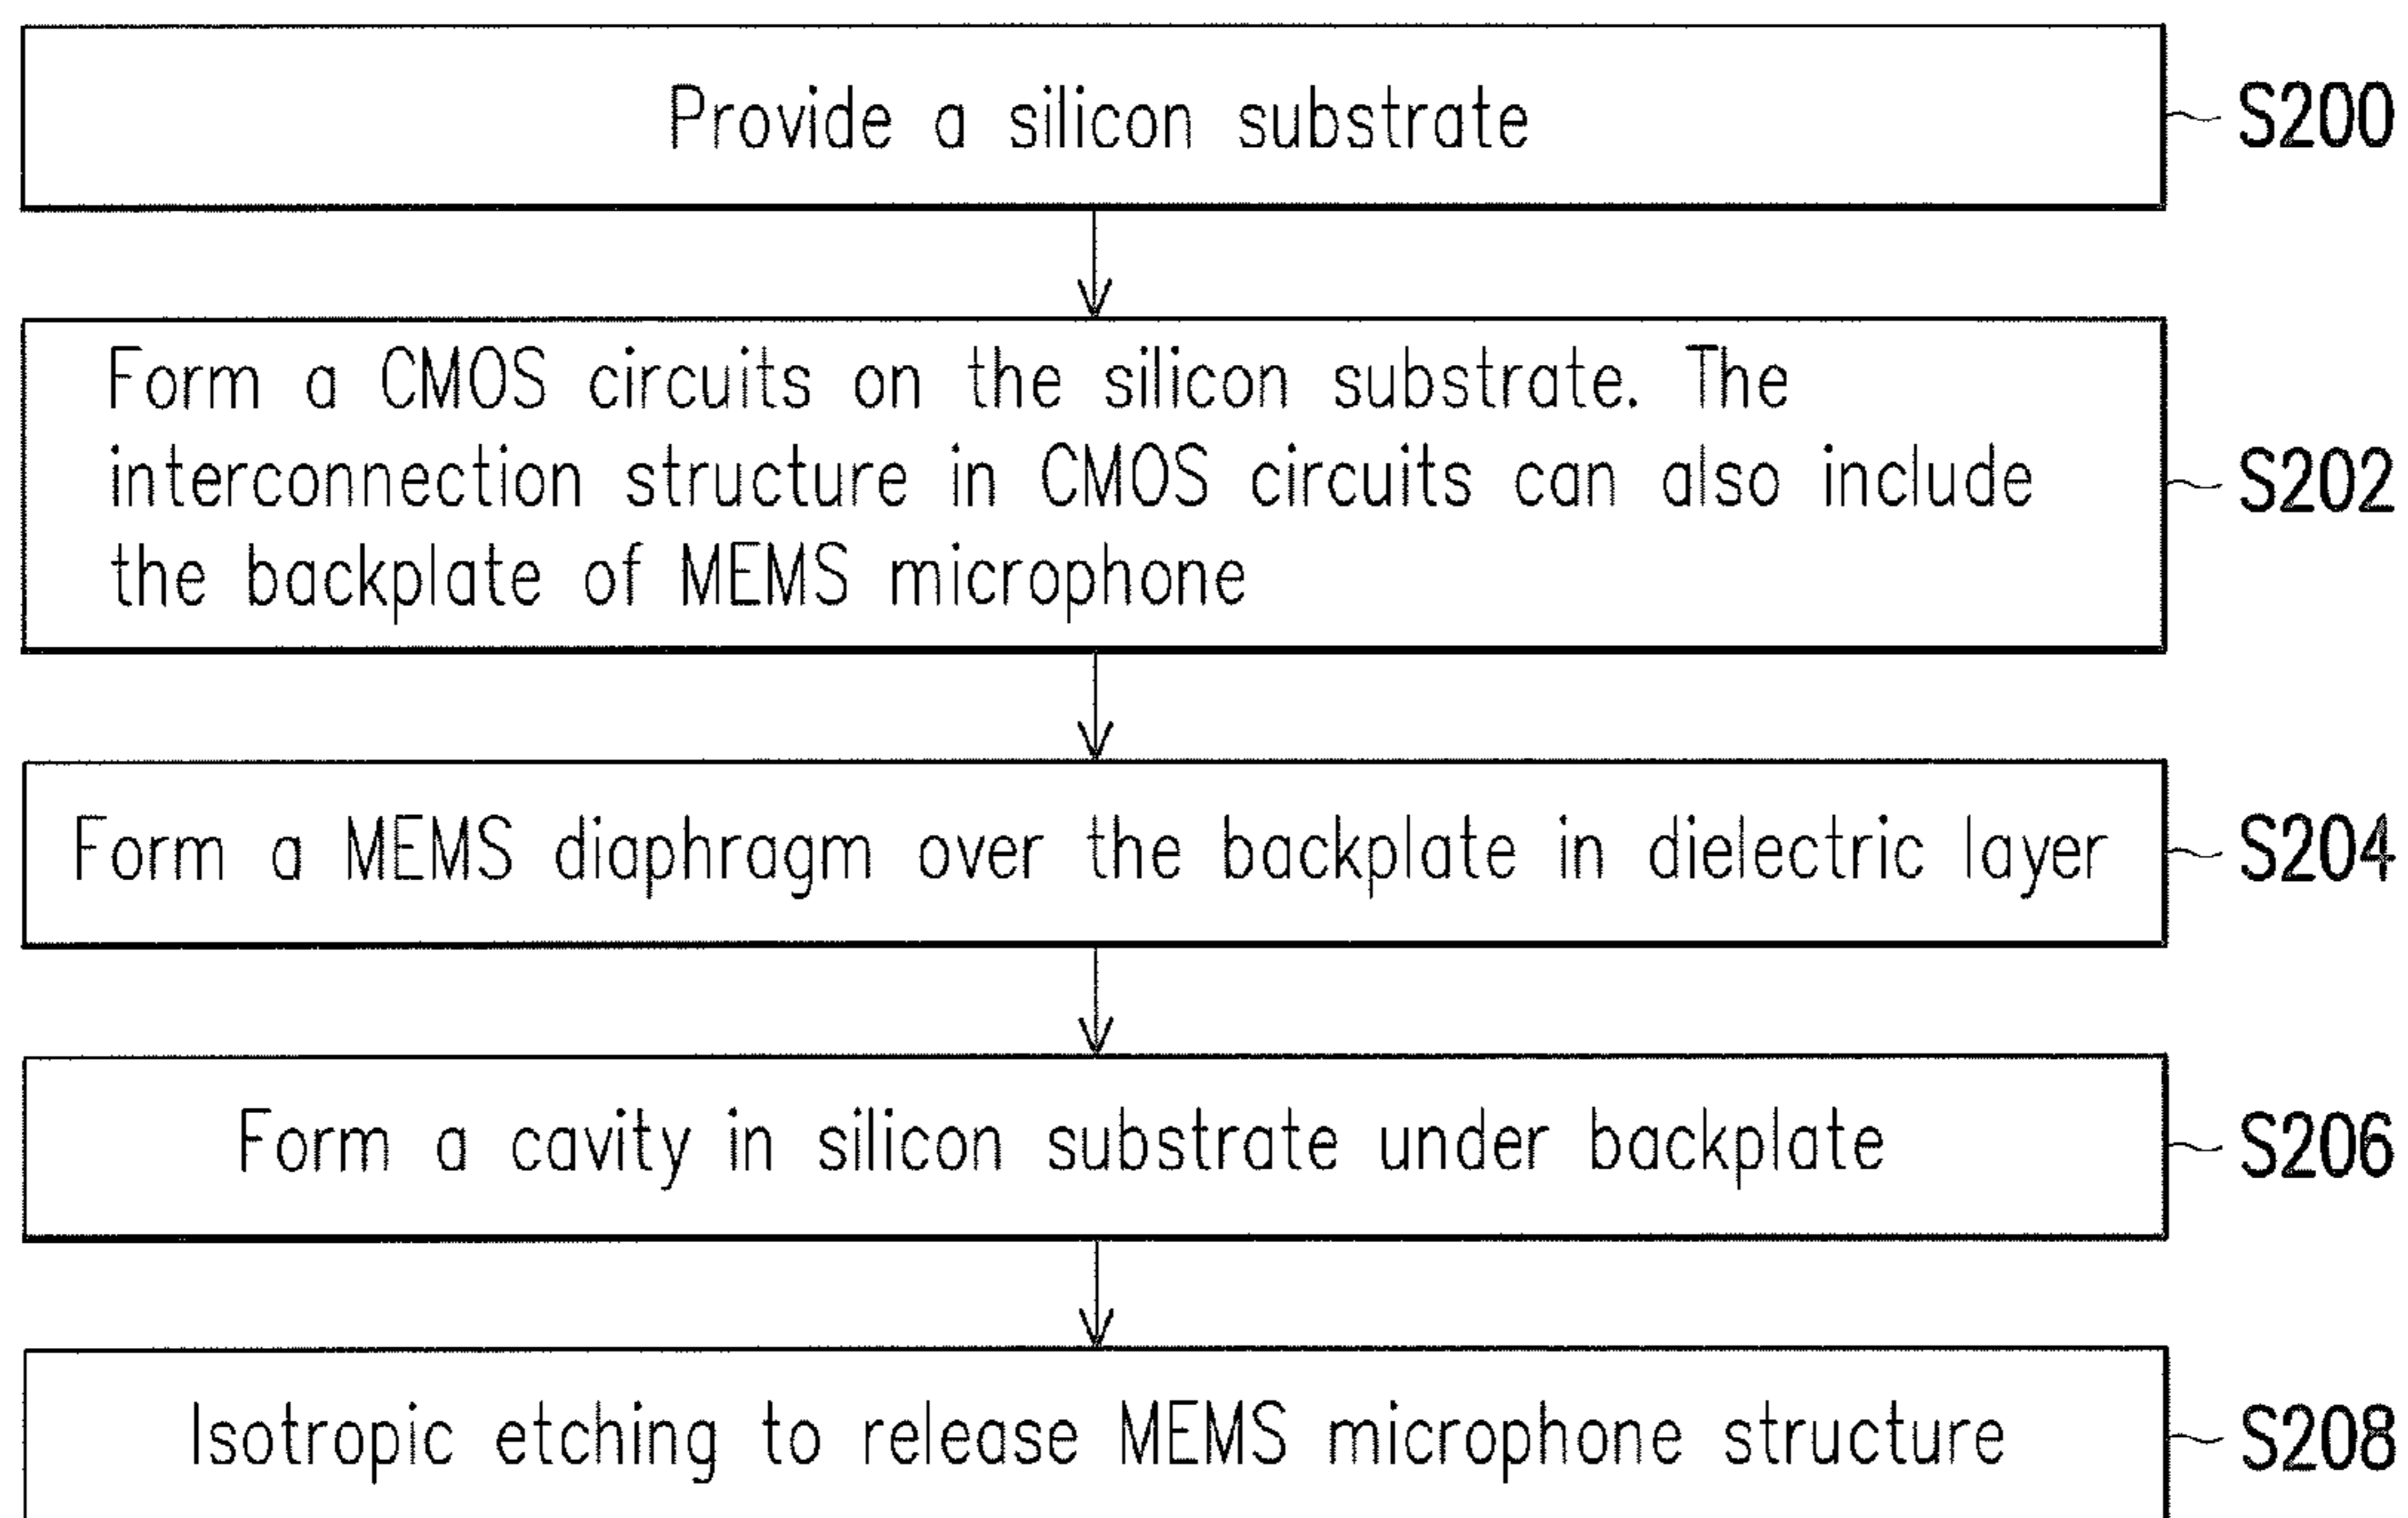 Provide a silicon substrate S200
Form a CMOS circuits on the silicon substrate. The
interconnection structure in CMOS circuits can also include S202
the backplate of MEMS microphone
Form a MEMS diaphragm over the backplate in dielectric layer S204
Form a cavity in silicon substrate under backplate S206
Isotropic etching to release MEMS microphone structure S208